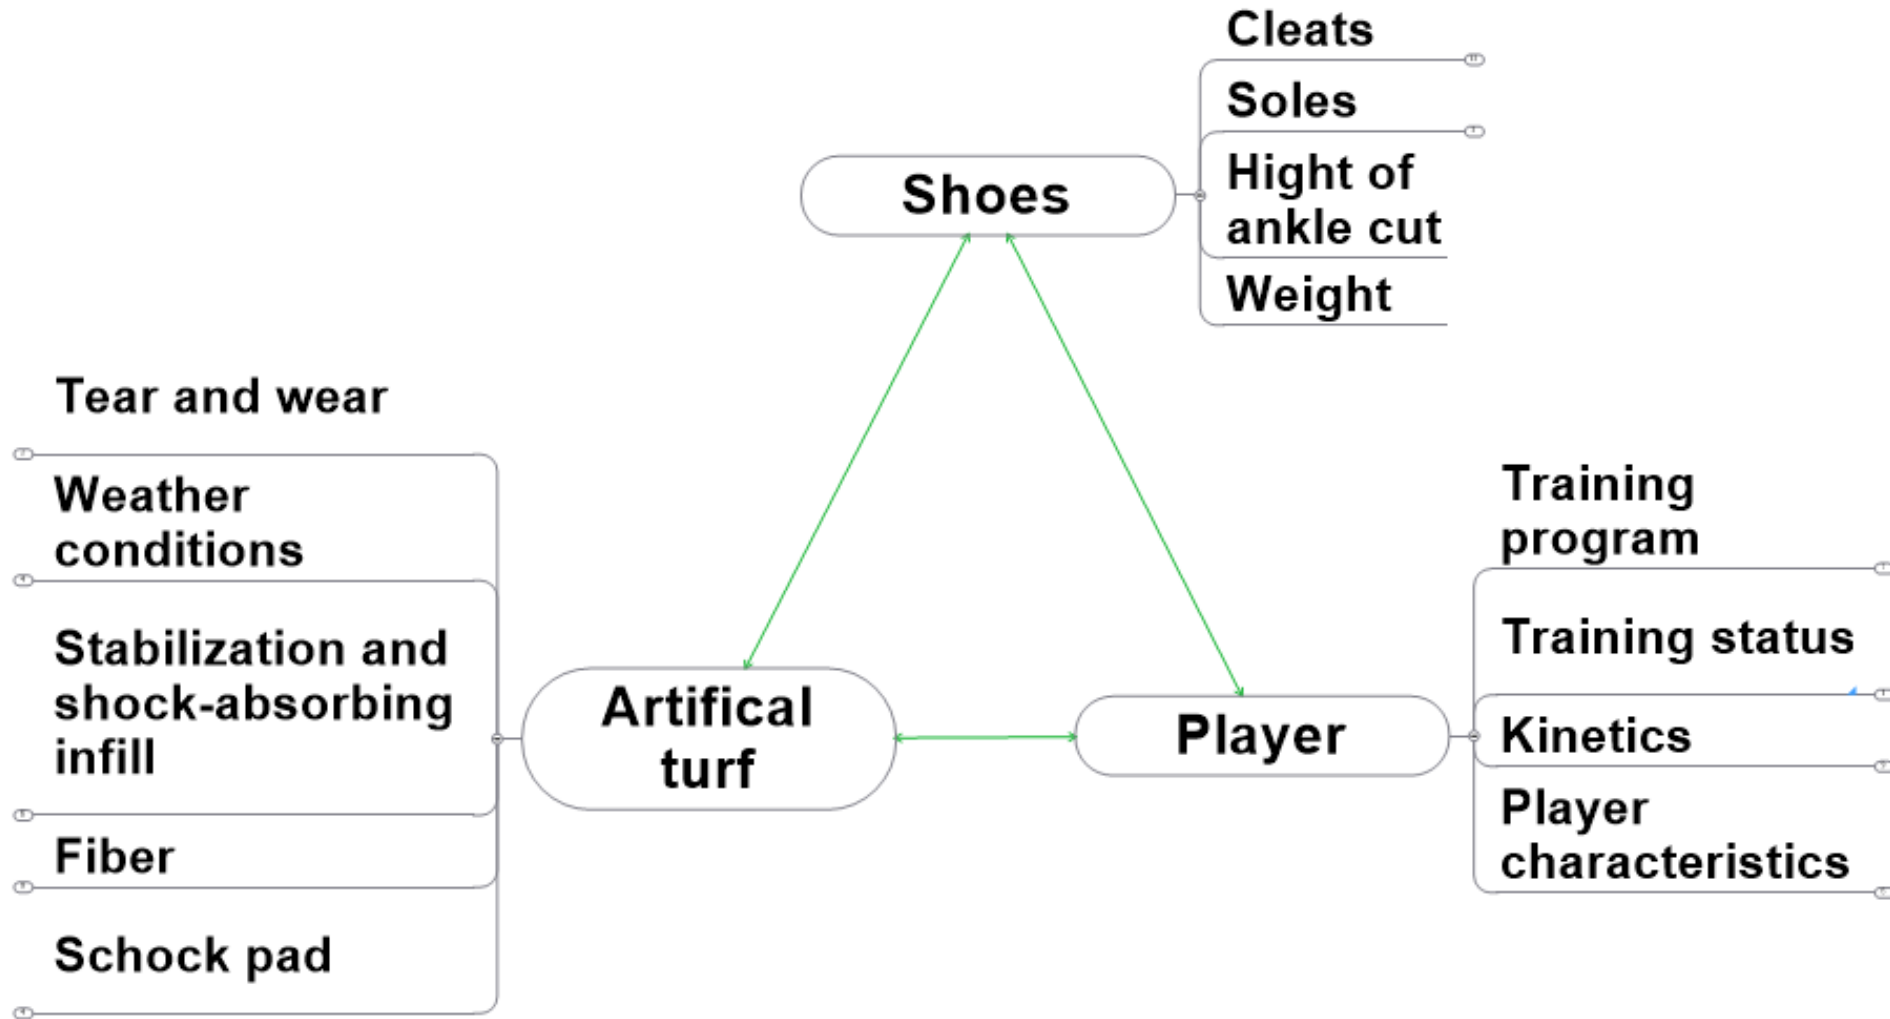 Cleats
Soles
Hight of
ankle cut
Weight
Shoes
Tear and wear
Weather
conditions
Stabilization and
shock-absorbing
infill
Fiber
Schock pad
Artifical
turf
Player
Training
program
Training status
Kinetics
Player
characteristics